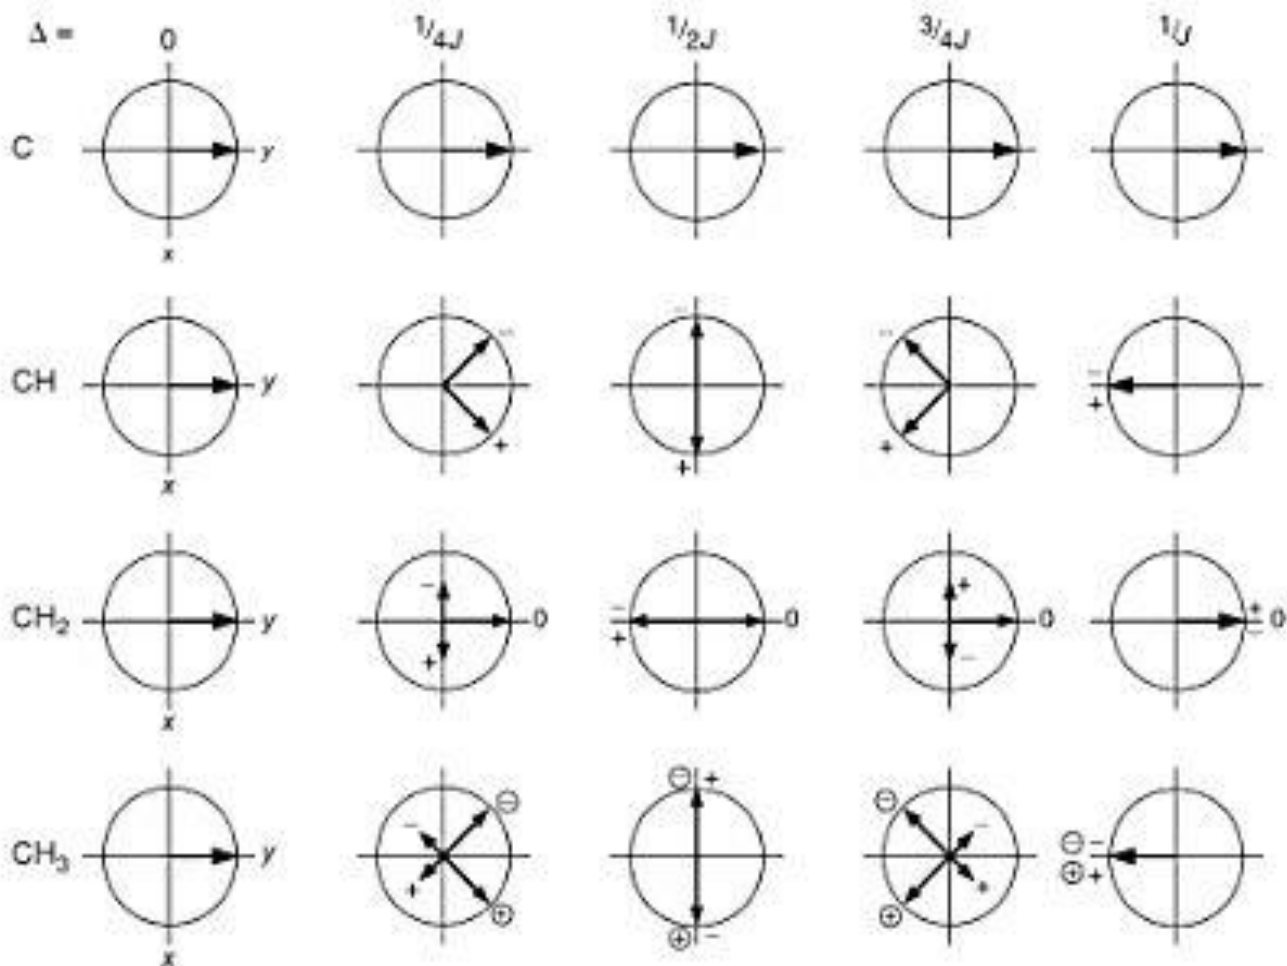 Δ = 0 1/4J 1/2J 3/4J 1/J
C y
x
CH y − + − + − + − +
x
CH₂ y − + 0 − + 0 + − 0 + − 0
x
CH₃ y − + ⊖ ⊕ ⊖ + ⊕ − ⊖ ⊕ − + ⊖ − ⊕ +
x